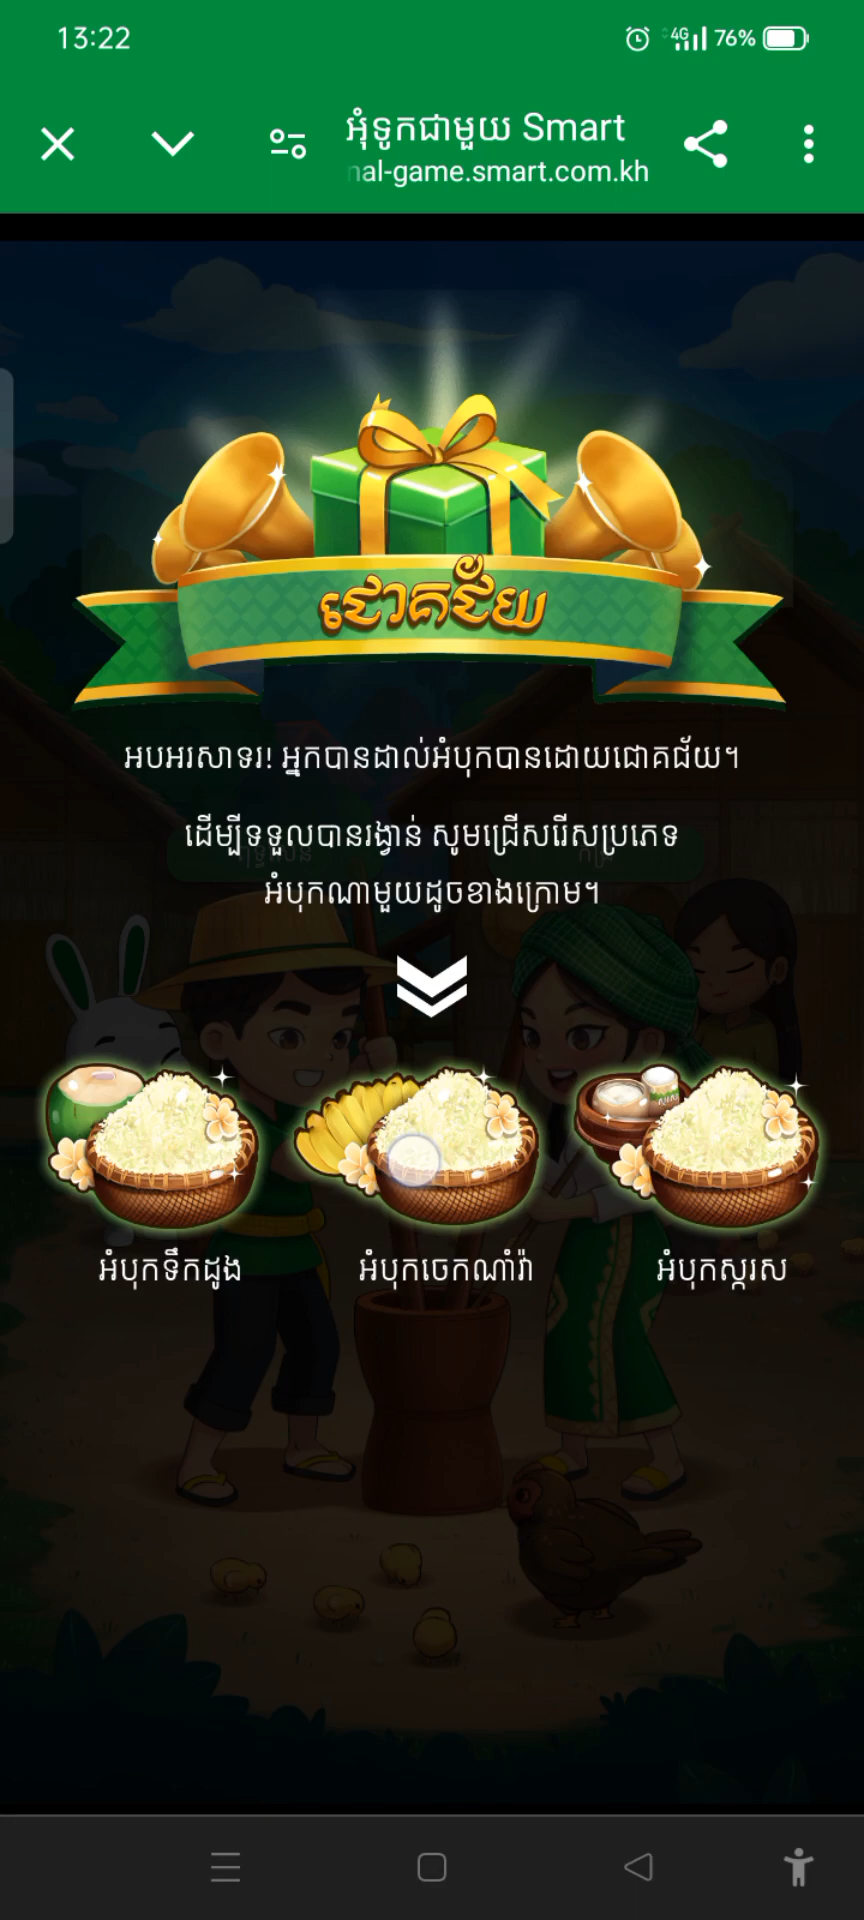 13:22
4G
76%
អុំទូកជាមួយ Smart
nal-game.smart.com.kh
ជោគជ័យ
អបអរសាទរ! អ្នកបានដាល់អំបុកបានដោយជោគជ័យ។
ដើម្បីទទួលបានរង្វាន់ សូមជ្រើសរើសប្រភេទ
អំបុកណាមួយដូចខាងក្រោម។
អំបុកទឹកដូង
អំបុកចេកណាំវ៉ា
អំបុកស្ករស